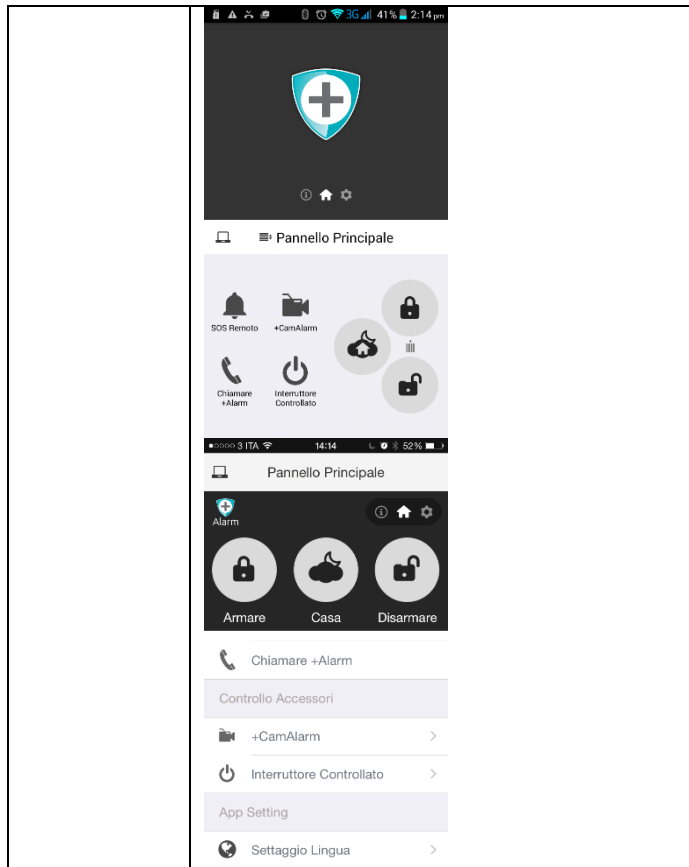 3G 41% 2:14 pm
Pannello Principale
SOS Remoto +CamAlarm
Chiamare +Alarm
Interruttore Controllato
3 ITA 14:14 52%
Pannello Principale
Alarm
Armare Casa Disarmare
Chiamare +Alarm
Controllo Accessori
+CamAlarm
Interruttore Controllato
App Setting
Settaggio Lingua